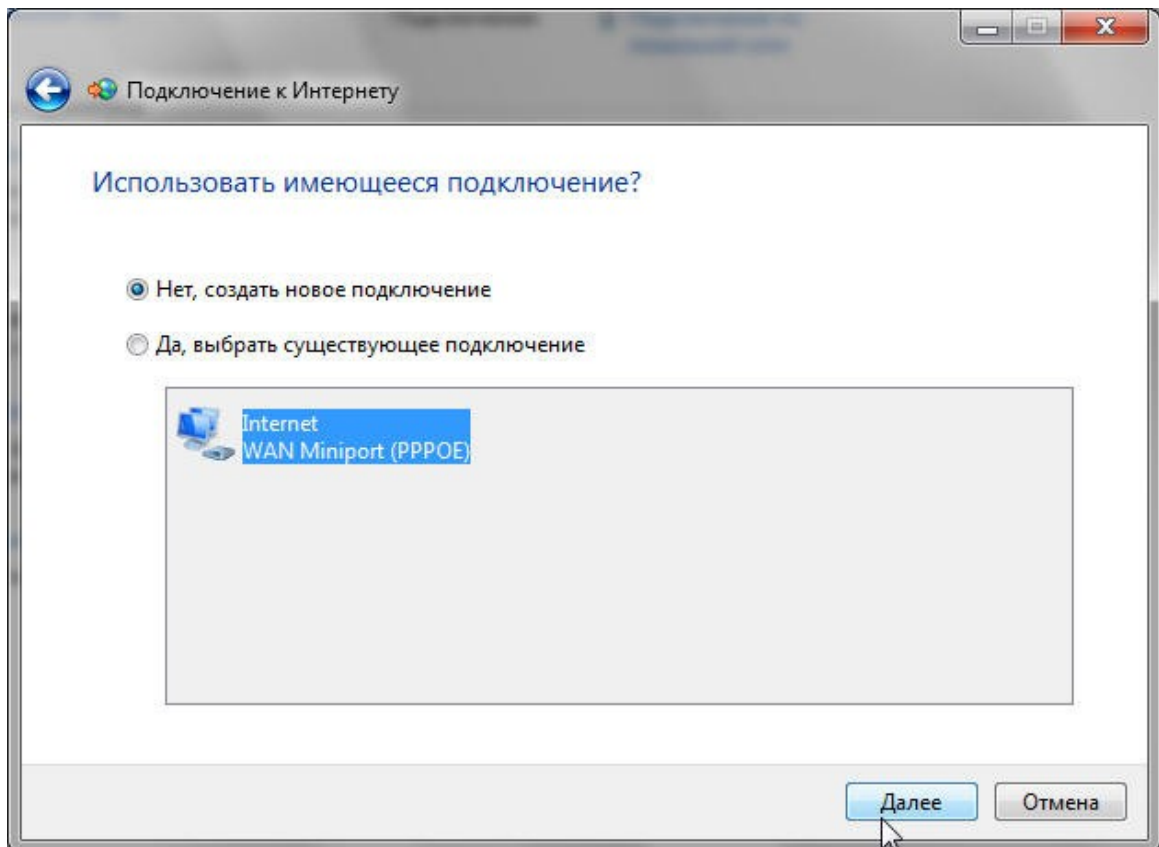 Подключение к Интернету
Использовать имеющееся подключение?
Нет, создать новое подключение
Да, выбрать существующее подключение
Internet
WAN Miniport (PPPOE)
Далее
Отмена